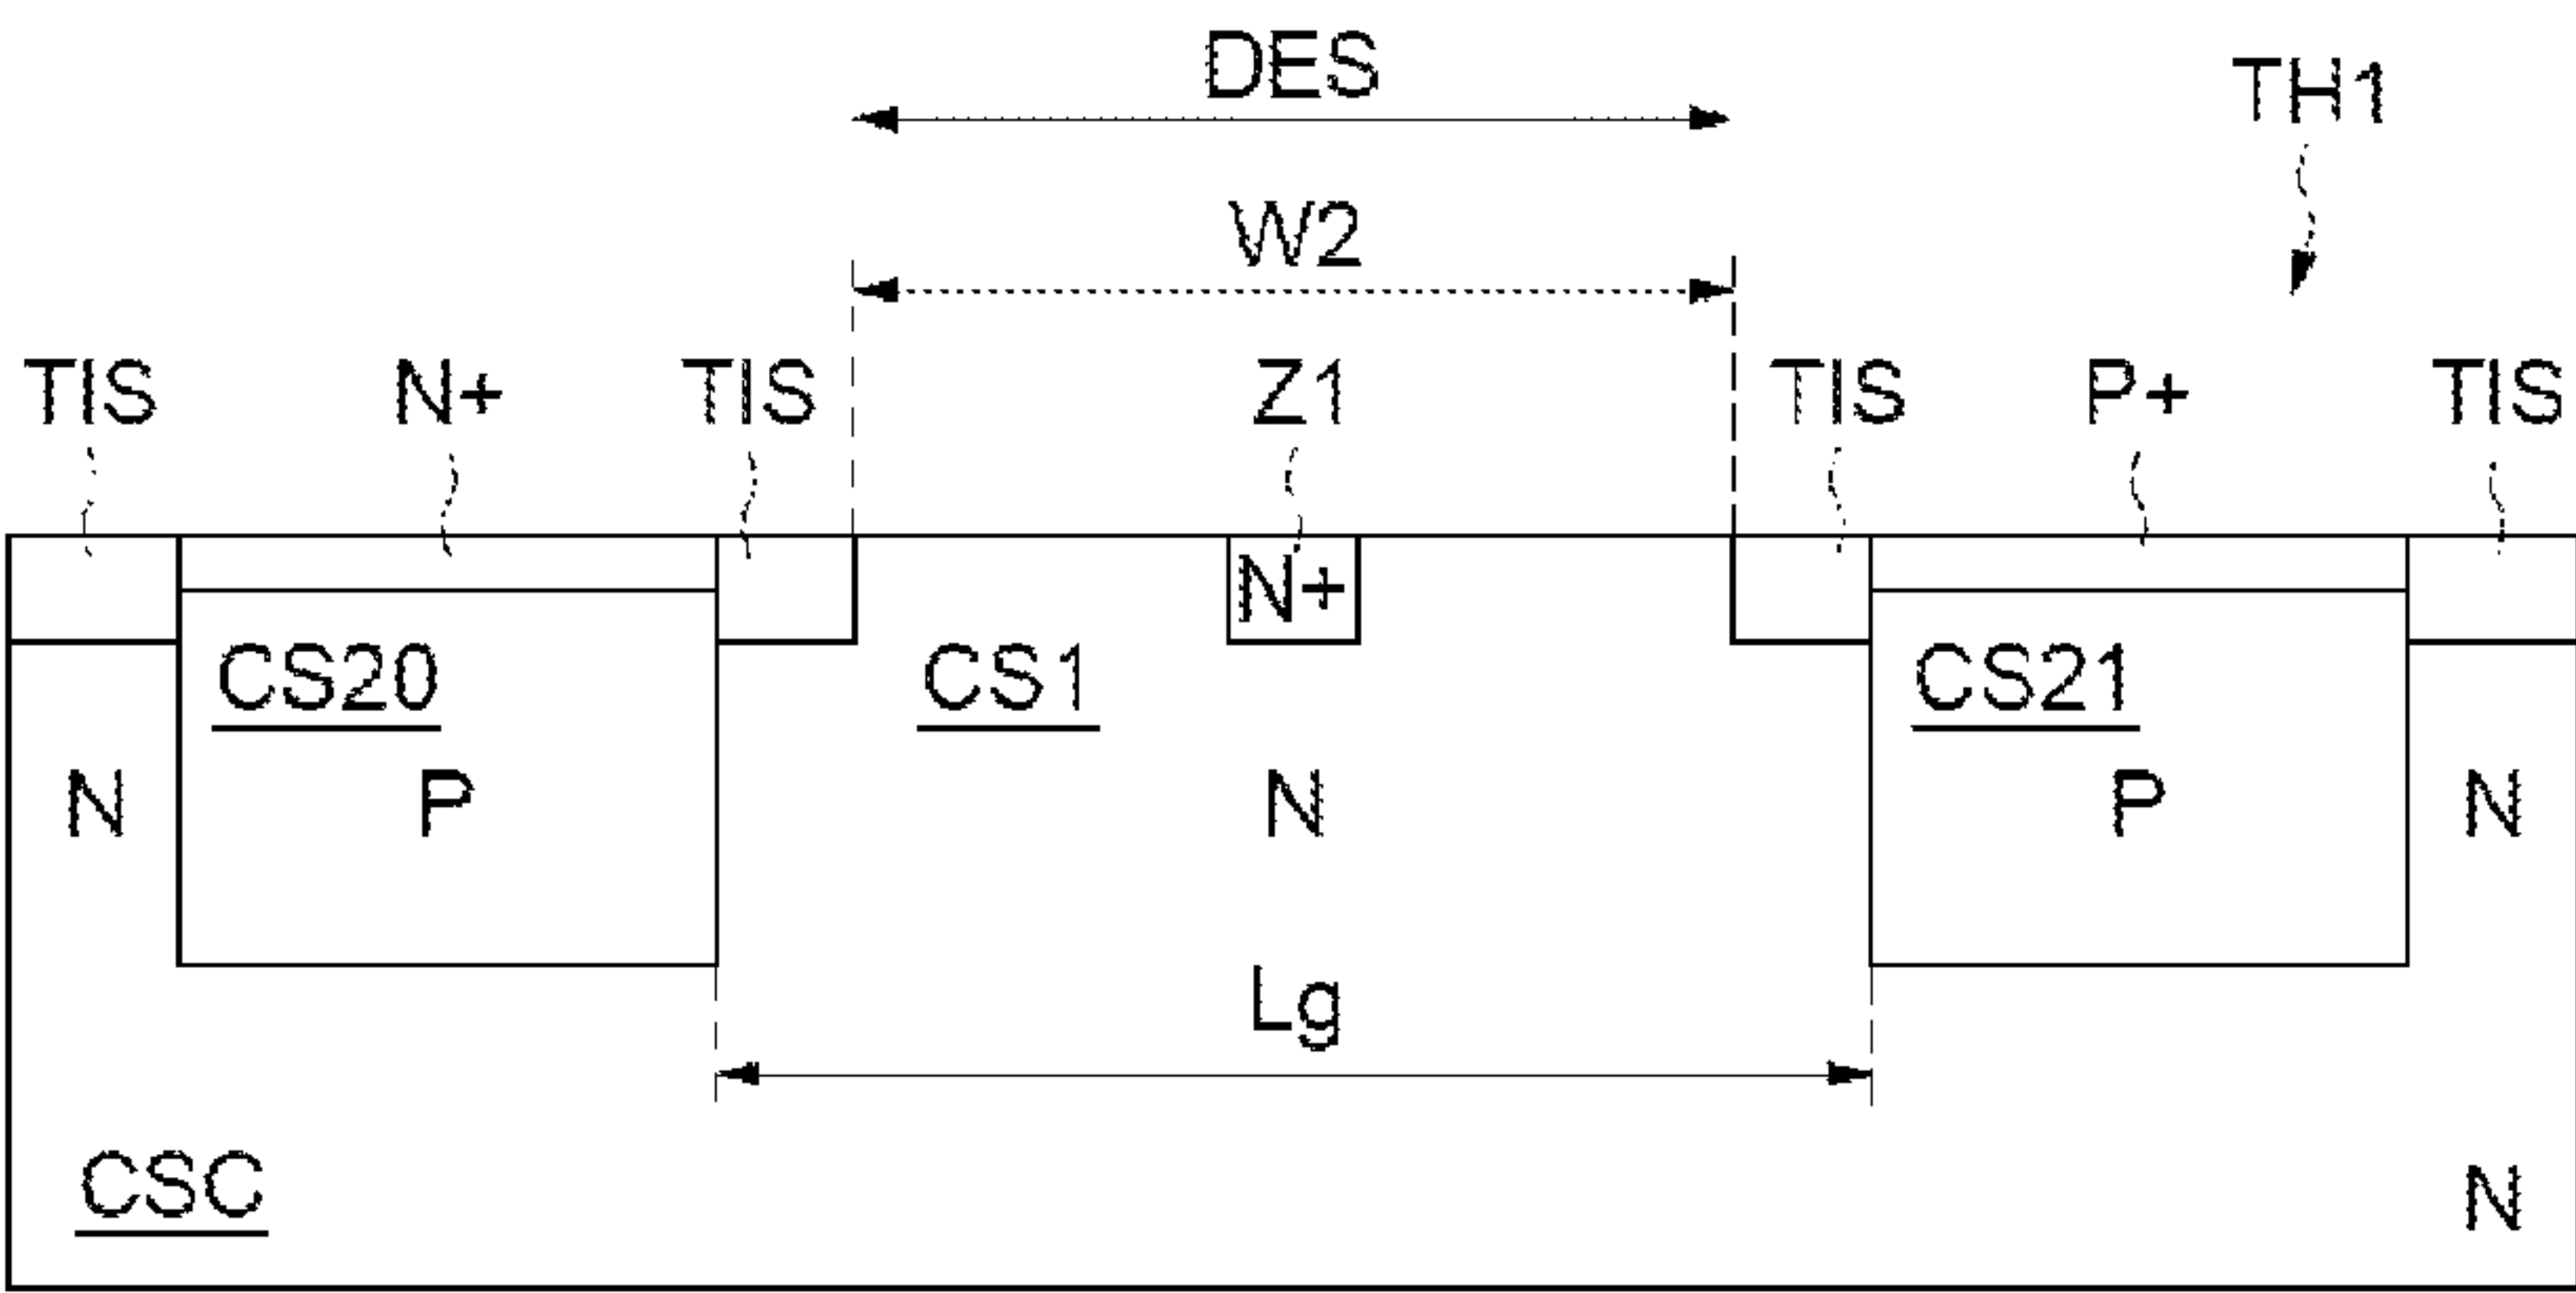 DES
TH1
W2
TIS N+ TIS Z1 TIS P+ TIS
N+
CS20 CS1 CS21
N P N P N
Lg
CSC N